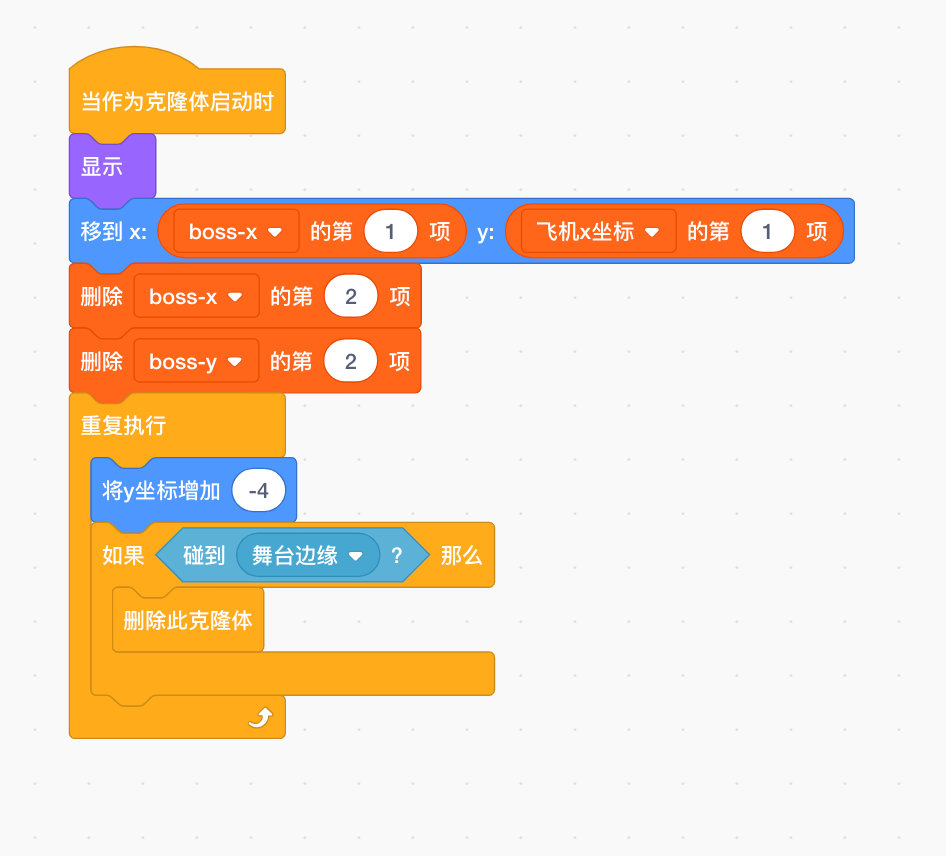 当作为克隆体启动时
显示
移到 x: boss-x 的第 1 项 y: 飞机x坐标 的第 1 项
删除 boss-x 的第 2 项
删除 boss-y 的第 2 项
重复执行
将y坐标增加 -4
如果 碰到 舞台边缘 ? 那么
删除此克隆体